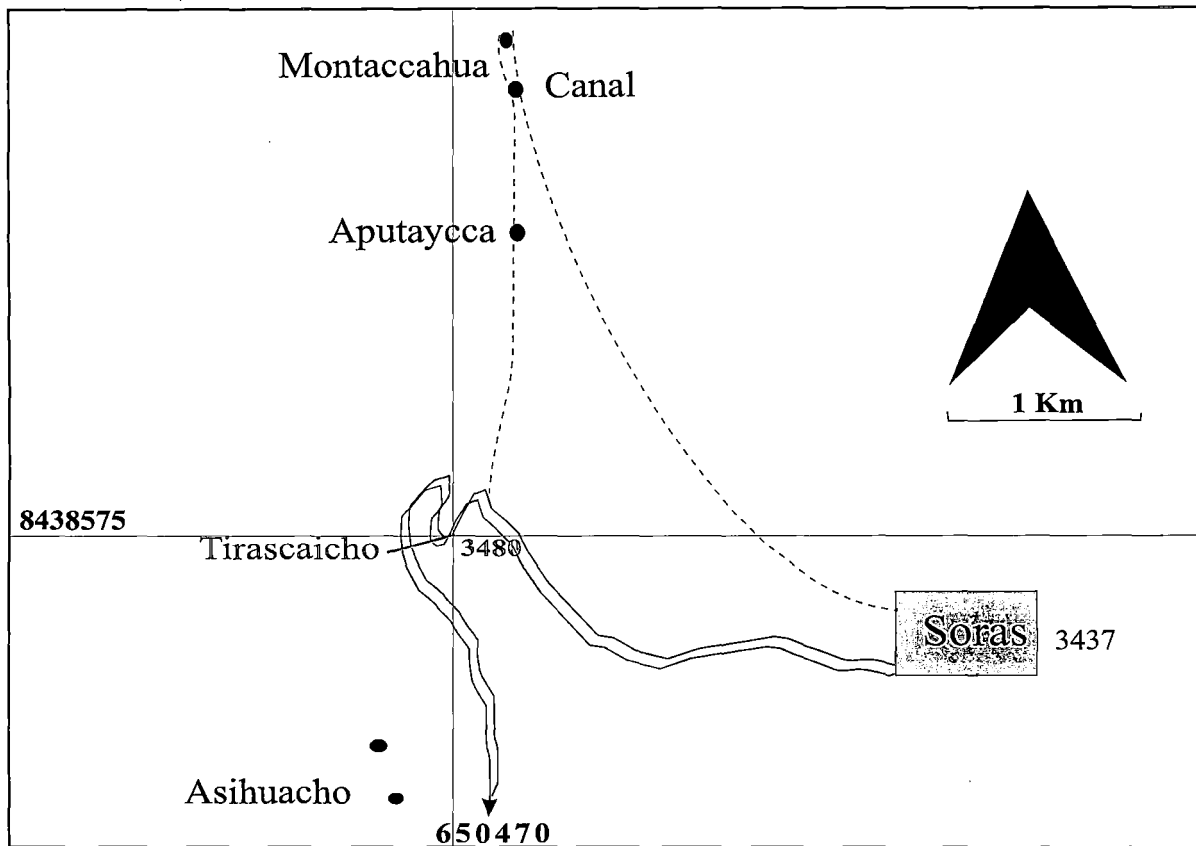 Montaccahua
Canal
Aputaycca
1 Km
8438575
Tirascaicho
3480
Soras
3437
Asihuacho
650470